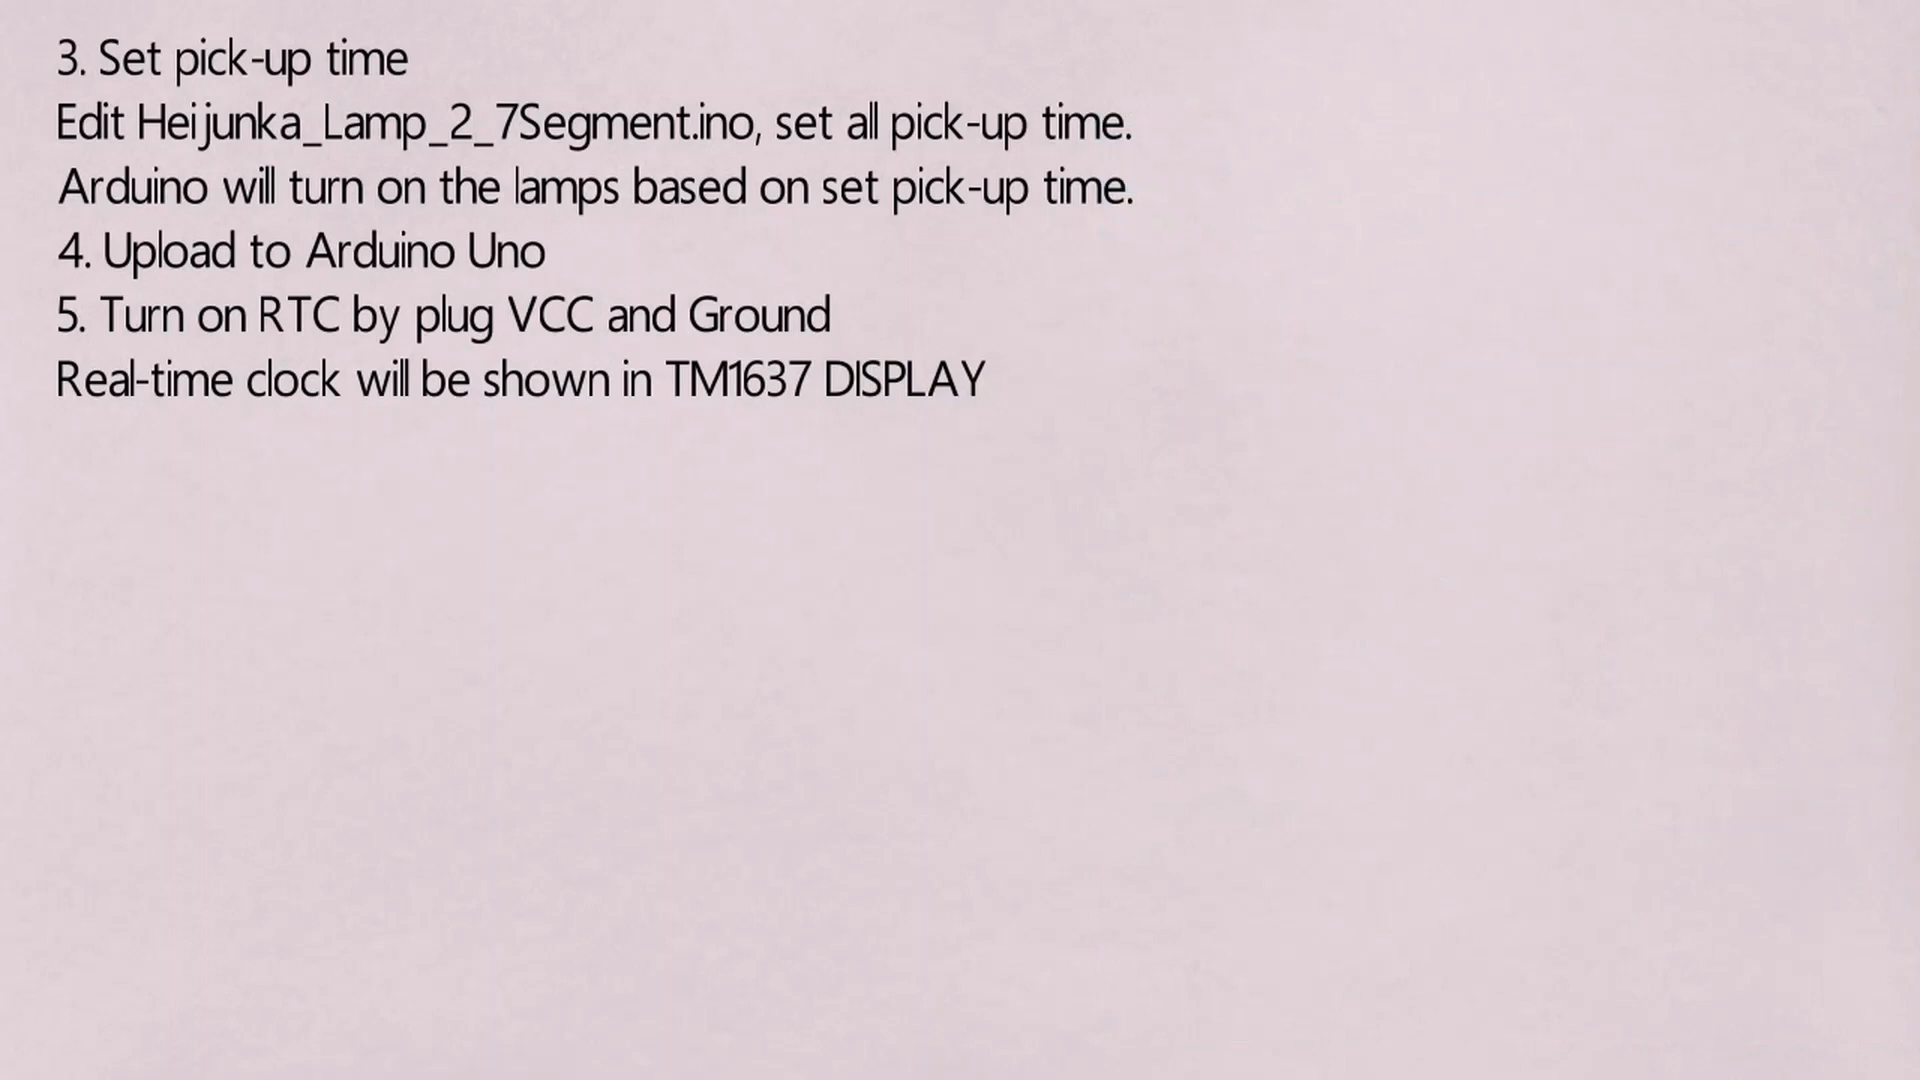 3. Set pick-up time
Edit Heijunka_Lamp_2_7Segment.ino, set all pick-up time.
Arduino will turn on the lamps based on set pick-up time.
4. Upload to Arduino Uno
5. Turn on RTC by plug VCC and Ground
Real-time clock will be shown in TM1637 DISPLAY